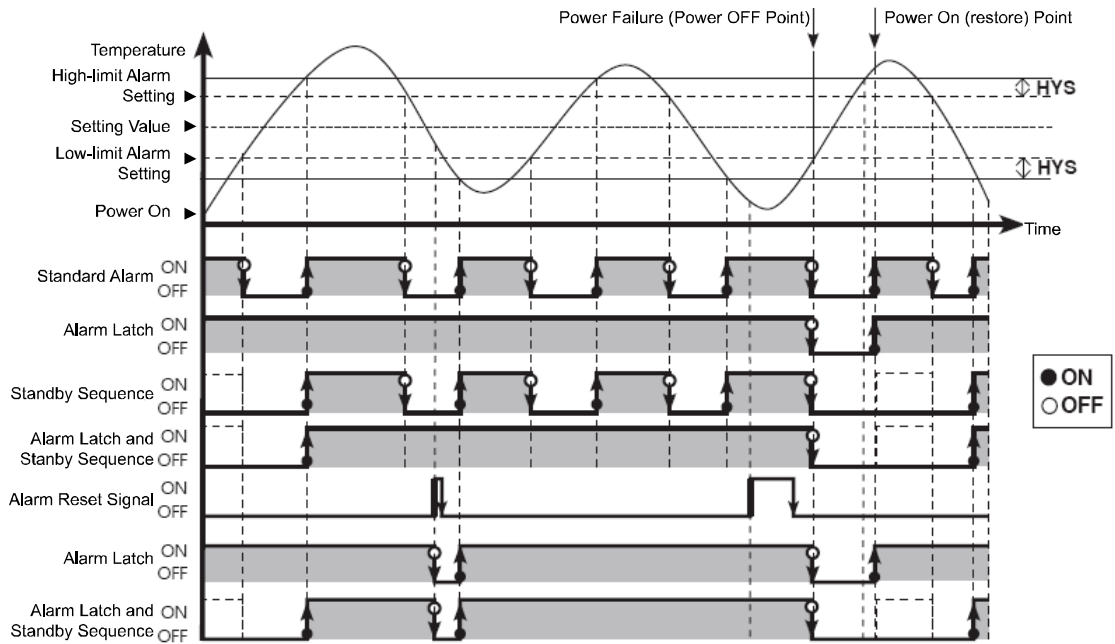 Power Failure (Power OFF Point)
Power On (restore) Point
Temperature
High-limit Alarm
Setting
HYS
Setting Value
Low-limit Alarm
Setting
HYS
Power On
Time
Standard Alarm
ON
OFF
Alarm Latch
ON
OFF
Standby Sequence
ON
OFF
Alarm Latch and
Stanby Sequence
ON
OFF
Alarm Reset Signal
ON
OFF
Alarm Latch
ON
OFF
Alarm Latch and
Standby Sequence
ON
OFF
ON
OFF